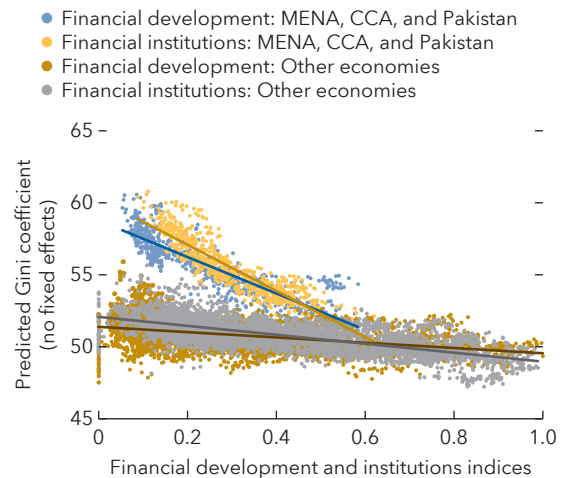 Financial development: MENA, CCA, and Pakistan
Financial institutions: MENA, CCA, and Pakistan
Financial development: Other economies
Financial institutions: Other economies
Predicted Gini coefficient
(no fixed effects)
65
60
55
50
45
0
0.2
0.4
0.6
0.8
1.0
Financial development and institutions indices